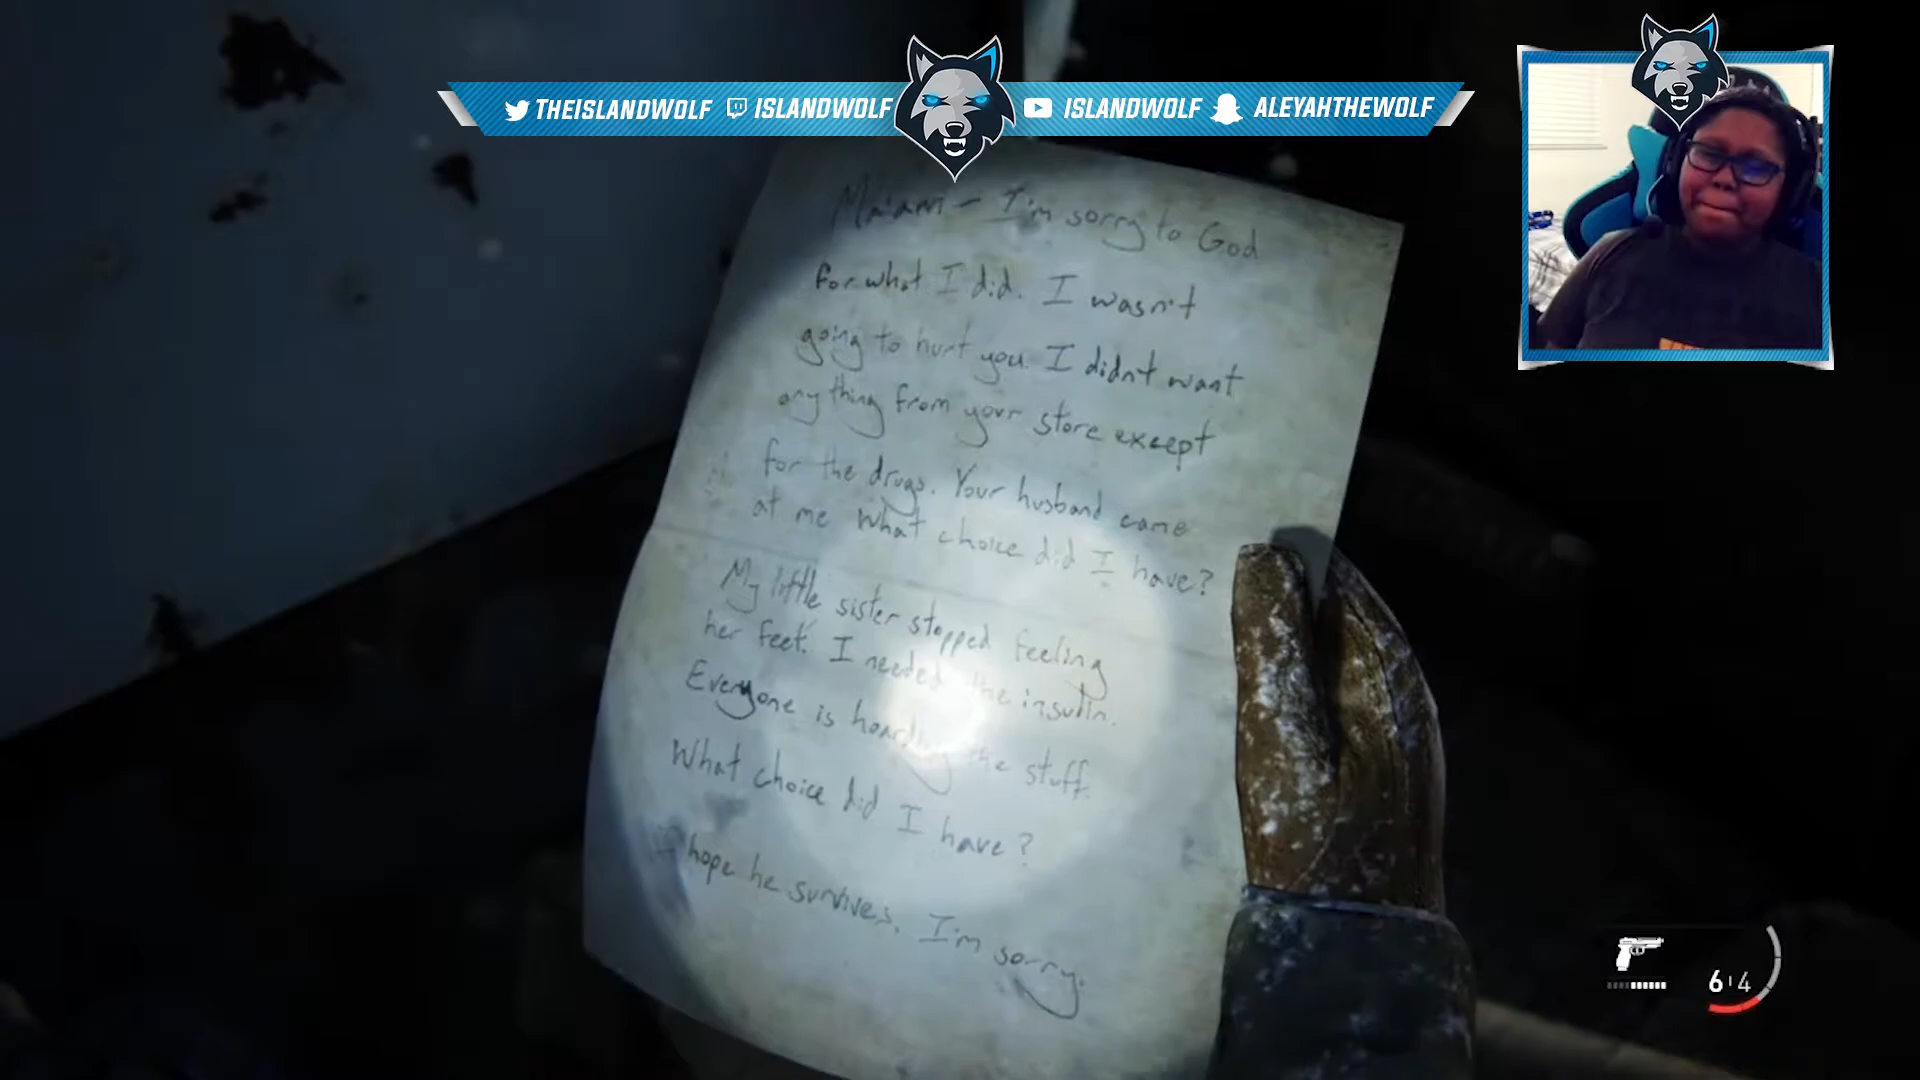 THEISLANDWOLF ISLANDWOLF ISLANDWOLF ALEYAHTHEWOLF
Ma'am - I'm sorry to God
for what I did. I wasn't
going to hurt you. I didn't want
anything from your store except
for the drugs. Your husband came
at me what choice did I have?
My little sister stopped feeling
her feet. I needed the insulin.
Everyone is hoarding the stuff.
What choice did I have?
I hope he survives. I'm sorry.
6 4